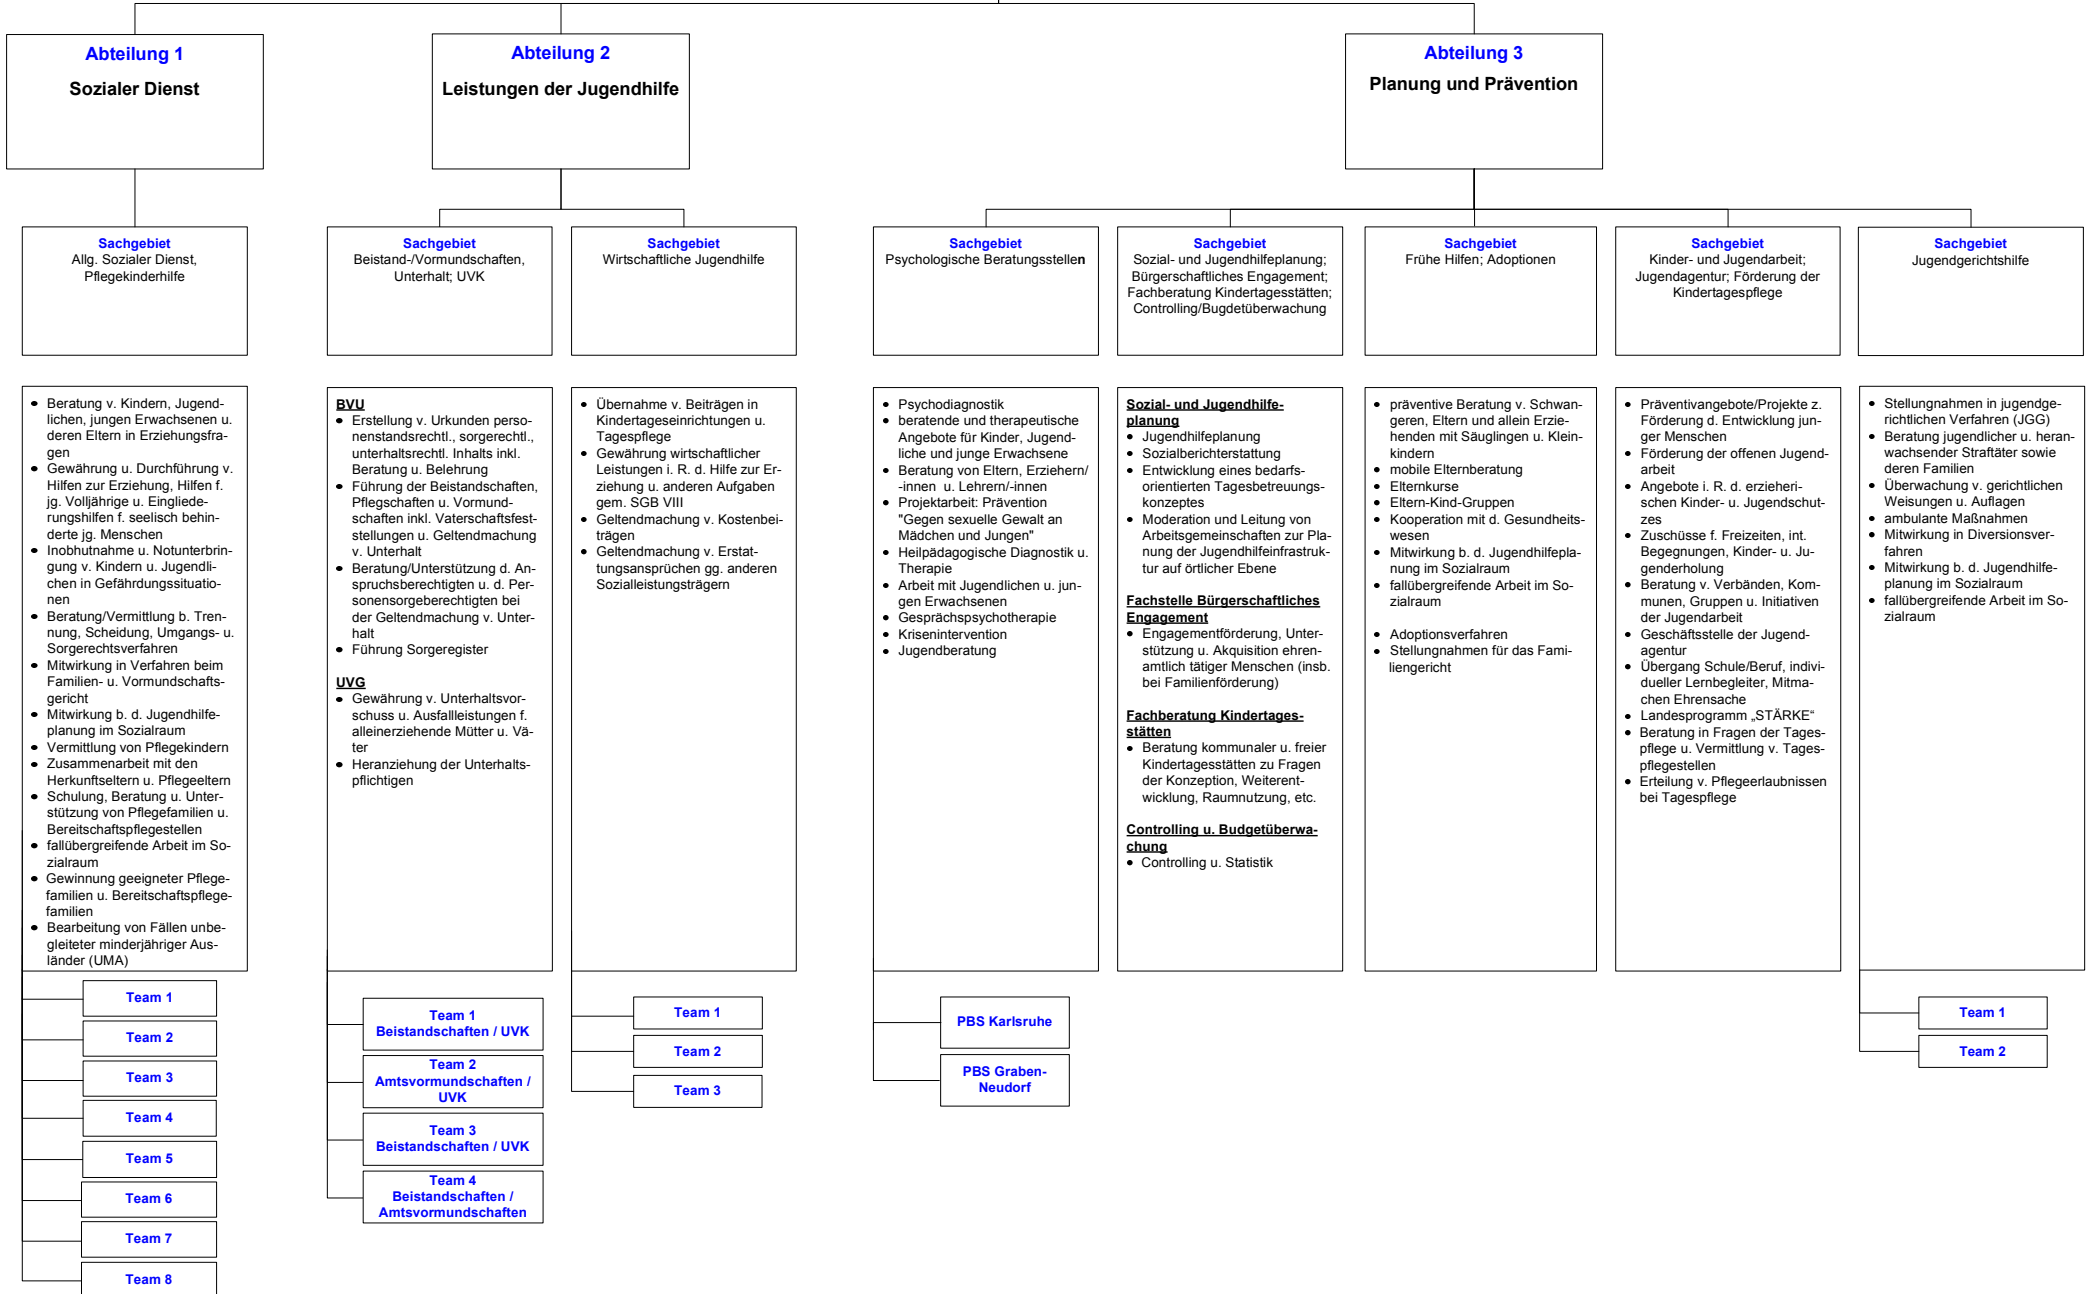 Abteilung 1
Sozialer Dienst
Abteilung 2
Leistungen der Jugendhilfe
Abteilung 3
Planung und Prävention
Sachgebiet
Allg. Sozialer Dienst,
Pflegekinderhilfe
Sachgebiet
Beistand-/Vormundschaften,
Unterhalt; UVK
Sachgebiet
Wirtschaftliche Jugendhilfe
Sachgebiet
Psychologische Beratungsstellen
Sachgebiet
Sozial- und Jugendhilfeplanung;
Bürgerschaftliches Engagement;
Fachberatung Kindertagesstätten;
Controlling/Bugdetüberwachung
Sachgebiet
Frühe Hilfen; Adoptionen
Sachgebiet
Kinder- und Jugendarbeit;
Jugendagentur; Förderung der
Kindertagespflege
Sachgebiet
Jugendgerichtshilfe
• Beratung v. Kindern, Jugend-
lichen, jungen Erwachsenen u.
deren Eltern in Erziehungsfra-
gen
• Gewährung u. Durchführung v.
Hilfen zur Erziehung, Hilfen f.
jg. Volljährige u. Eingliede-
rungshilfen f. seelisch behin-
derte jg. Menschen
• Inobhutnahme u. Notunterbrin-
gung v. Kindern u. Jugendli-
chen in Gefährdungssituatio-
nen
• Beratung/Vermittlung b. Tren-
nung, Scheidung, Umgangs- u.
Sorgerechtsverfahren
• Mitwirkung in Verfahren beim
Familien- u. Vormundschafts-
gericht
• Mitwirkung b. d. Jugendhilfe-
planung im Sozialraum
• Vermittlung von Pflegekindern
• Zusammenarbeit mit den
Herkunftseltern u. Pflegeeltern
• Schulung, Beratung u. Unter-
stützung von Pflegefamilien u.
Bereitschaftspflegestellen
• fallübergreifende Arbeit im So-
zialraum
• Gewinnung geeigneter Pflege-
familien u. Bereitschaftspflege-
familien
• Bearbeitung von Fällen unbe-
gleiteter minderjähriger Aus-
länder (UMA)
Team 1
Team 2
Team 3
Team 4
Team 5
Team 6
Team 7
Team 8
BVU
• Erstellung v. Urkunden perso-
nenstandsrechtl., sorgerechtl.,
unterhaltsrechtl. Inhalts inkl.
Beratung u. Belehrung
• Führung der Beistandschaften,
Pflegschaften u. Vormund-
schaften inkl. Vaterschaftsfest-
stellungen u. Geltendmachung
v. Unterhalt
• Beratung/Unterstützung d. An-
spruchsberechtigten u. d. Per-
sonensorgeberechtigten bei
der Geltendmachung v. Unter-
halt
• Führung Sorgeregister
UVG
• Gewährung v. Unterhaltsvor-
schuss u. Ausfallleistungen f.
alleinerziehende Mütter u. Vä-
ter
• Heranziehung der Unterhalts-
pflichtigen
Team 1
Beistandschaften / UVK
Team 2
Amtsvormundschaften /
UVK
Team 3
Beistandschaften / UVK
Team 4
Beistandschaften /
Amtsvormundschaften
• Übernahme v. Beiträgen in
Kindertageseinrichtungen u.
Tagespflege
• Gewährung wirtschaftlicher
Leistungen i. R. d. Hilfe zur Er-
ziehung u. anderen Aufgaben
gem. SGB VIII
• Geltendmachung v. Kostenbei-
trägen
• Geltendmachung v. Erstat-
tungsansprüchen gg. anderen
Sozialleistungsträgern
Team 1
Team 2
Team 3
• Psychodiagnostik
• beratende und therapeutische
Angebote für Kinder, Jugend-
liche und junge Erwachsene
• Beratung von Eltern, Erziehern/
-innen u. Lehrern/-innen
• Projektarbeit: Prävention
"Gegen sexuelle Gewalt an
Mädchen und Jungen"
• Heilpädagogische Diagnostik u.
Therapie
• Arbeit mit Jugendlichen u. jun-
gen Erwachsenen
• Gesprächspsychotherapie
• Krisenintervention
• Jugendberatung
PBS Karlsruhe
PBS Graben-
Neudorf
Sozial- und Jugendhilfe-
planung
• Jugendhilfeplanung
• Sozialberichterstattung
• Entwicklung eines bedarfs-
orientierten Tagesbetreuungs-
konzeptes
• Moderation und Leitung von
Arbeitsgemeinschaften zur Pla-
nung der Jugendhilfeinfrastruk-
tur auf örtlicher Ebene
Fachstelle Bürgerschaftliches
Engagement
• Engagementförderung, Unter-
stützung u. Akquisition ehren-
amtlich tätiger Menschen (insb.
bei Familienförderung)
Fachberatung Kindertages-
stätten
• Beratung kommunaler u. freier
Kindertagesstätten zu Fragen
der Konzeption, Weiterent-
wicklung, Raumnutzung, etc.
Controlling u. Budgetüberwa-
chung
• Controlling u. Statistik
• präventive Beratung v. Schwan-
geren, Eltern und allein Erzie-
henden mit Säuglingen u. Klein-
kindern
• mobile Elternberatung
• Elternkurse
• Eltern-Kind-Gruppen
• Kooperation mit d. Gesundheits-
wesen
• Mitwirkung b. d. Jugendhilfepla-
nung im Sozialraum
• fallübergreifende Arbeit im So-
zialraum
• Adoptionsverfahren
• Stellungnahmen für das Fami-
liengericht
• Präventivangebote/Projekte z.
Förderung d. Entwicklung jun-
ger Menschen
• Förderung der offenen Jugend-
arbeit
• Angebote i. R. d. erzieheri-
schen Kinder- u. Jugendschut-
zes
• Zuschüsse f. Freizeiten, int.
Begegnungen, Kinder- u. Ju-
genderholung
• Beratung v. Verbänden, Kom-
munen, Gruppen u. Initiativen
der Jugendarbeit
• Geschäftsstelle der Jugend-
agentur
• Übergang Schule/Beruf, indivi-
dueller Lernbegleiter, Mitma-
chen Ehrensache
• Landesprogramm „STÄRKE“
• Beratung in Fragen der Tages-
pflege u. Vermittlung v. Tages-
pflegestellen
• Erteilung v. Pflegeerlaubnissen
bei Tagespflege
• Stellungnahmen in jugendge-
richtlichen Verfahren (JGG)
• Beratung jugendlicher u. heran-
wachsender Straftäter sowie
deren Familien
• Überwachung v. gerichtlichen
Weisungen u. Auflagen
• ambulante Maßnahmen
• Mitwirkung in Diversionsver-
fahren
• Mitwirkung b. d. Jugendhilfe-
planung im Sozialraum
• fallübergreifende Arbeit im So-
zialraum
Team 1
Team 2